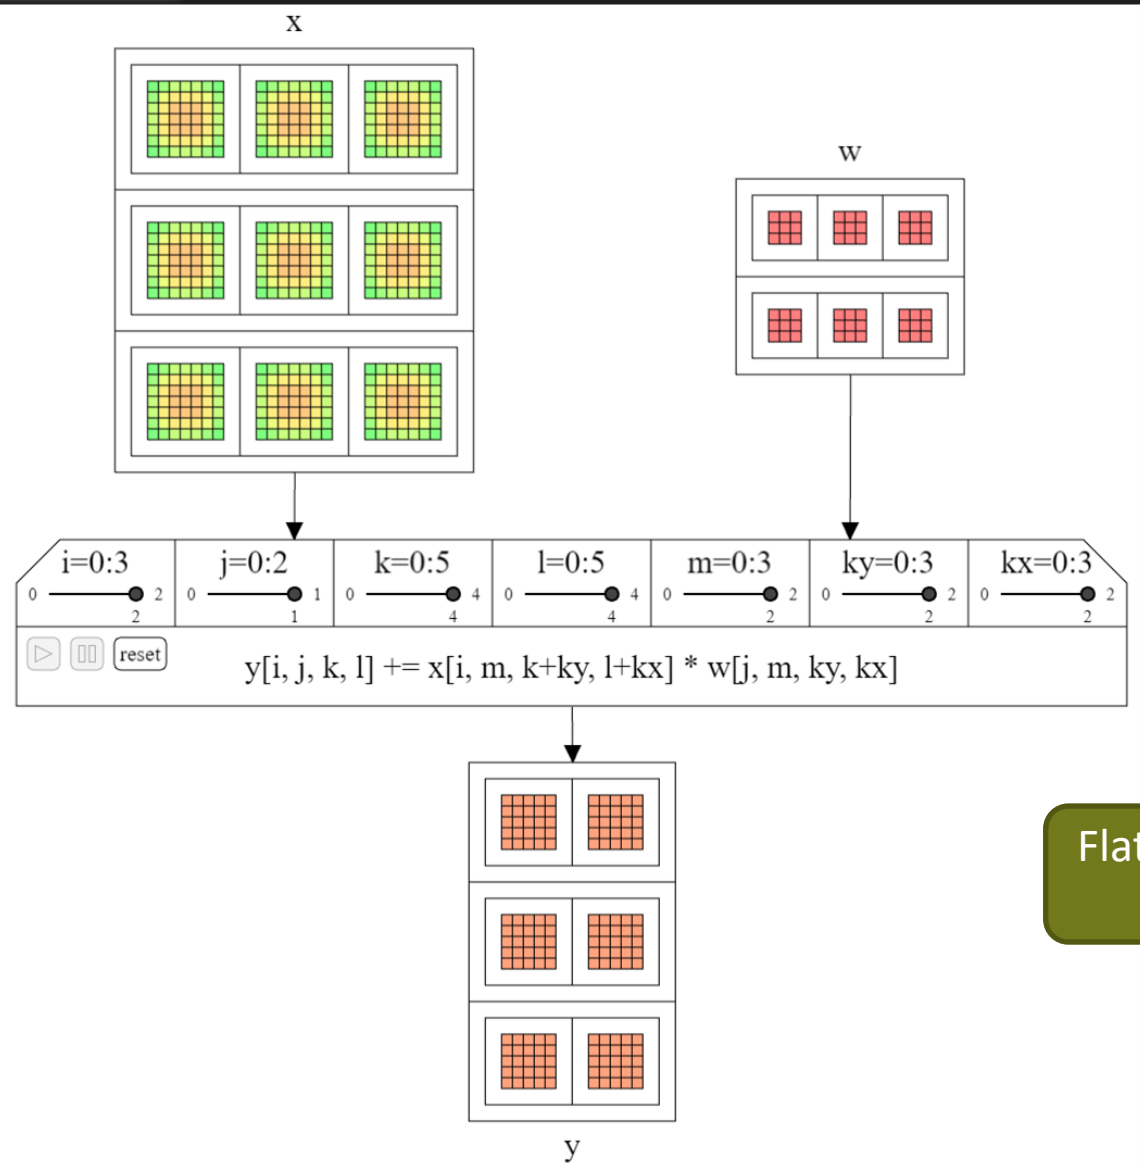 x
w
i=0:3 j=0:2 k=0:5 l=0:5 m=0:3 ky=0:3 kx=0:3
0 2 0 1 0 4 0 4 0 2 0 2 0 2
2 1 4 4 2 2 2
reset
y[i, j, k, l] += x[i, m, k+ky, l+kx] * w[j, m, ky, kx]
y